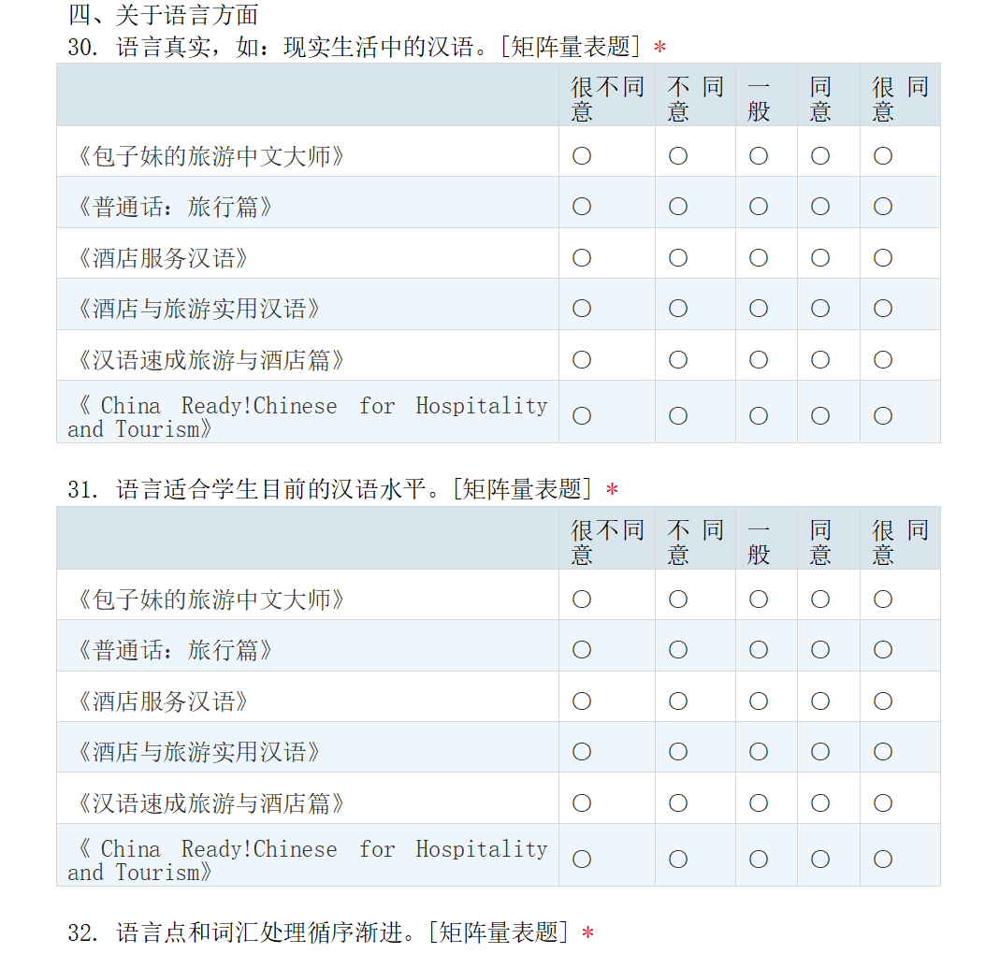 四、关于语言方面
30. 语言真实，如：现实生活中的汉语。[矩阵量表题] *
很不同意 不同意 一般 同意 很同意
《包子妹的旅游中文大师》 ○ ○ ○ ○ ○
《普通话：旅行篇》 ○ ○ ○ ○ ○
《酒店服务汉语》 ○ ○ ○ ○ ○
《酒店与旅游实用汉语》 ○ ○ ○ ○ ○
《汉语速成旅游与酒店篇》 ○ ○ ○ ○ ○
《China Ready!Chinese for Hospitality
and Tourism》 ○ ○ ○ ○ ○
31. 语言适合学生目前的汉语水平。[矩阵量表题] *
很不同意 不同意 一般 同意 很同意
《包子妹的旅游中文大师》 ○ ○ ○ ○ ○
《普通话：旅行篇》 ○ ○ ○ ○ ○
《酒店服务汉语》 ○ ○ ○ ○ ○
《酒店与旅游实用汉语》 ○ ○ ○ ○ ○
《汉语速成旅游与酒店篇》 ○ ○ ○ ○ ○
《China Ready!Chinese for Hospitality
and Tourism》 ○ ○ ○ ○ ○
32. 语言点和词汇处理循序渐进。[矩阵量表题] *